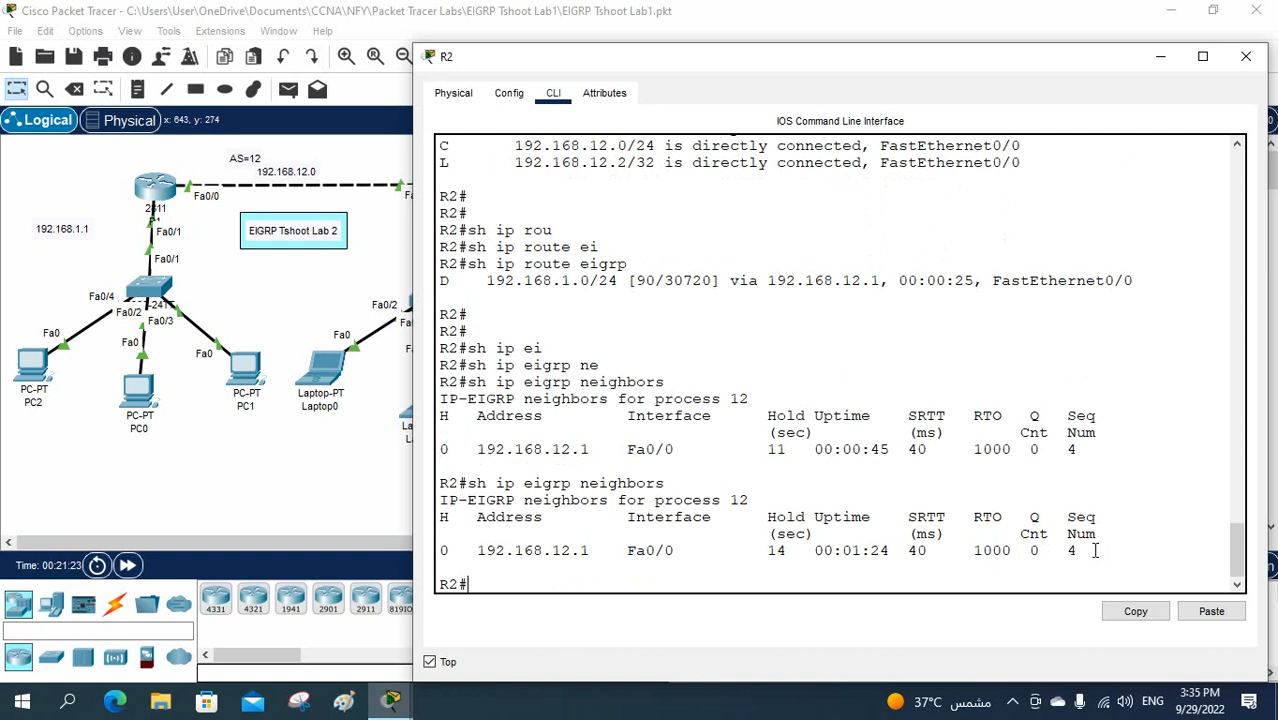 Cisco Packet Tracer - C:\Users\User\OneDrive\Documents\CCNA\NFY\Packet Tracer Labs\EIGRP Tshoot Lab1\EIGRP Tshoot Lab1.pkt
File Edit Options View Tools Extensions Window Help
Logical Physical x: 643, y: 274
AS=12
192.168.12.0
Fa0/0
Fa0/
2811
192.168.1.1
Fa0/1
EIGRP Tshoot Lab 2
Fa0/1
Fa0/4
Fa0/2
Fa0/3
Fa0/2
Fa0
Fa0
Fa0
Fa0
PC-PT
PC2
PC-PT
PC0
PC-PT
PC1
Laptop-PT
Laptop0
Time: 00:21:23
4331 4321 1941 2901 2911 819IO
R2
Physical Config CLI Attributes
IOS Command Line Interface
C 192.168.12.0/24 is directly connected, FastEthernet0/0
L 192.168.12.2/32 is directly connected, FastEthernet0/0
R2#
R2#
R2#sh ip rou
R2#sh ip route ei
R2#sh ip route eigrp
D 192.168.1.0/24 [90/30720] via 192.168.12.1, 00:00:25, FastEthernet0/0
R2#
R2#
R2#sh ip ei
R2#sh ip eigrp ne
R2#sh ip eigrp neighbors
IP-EIGRP neighbors for process 12
H Address Interface Hold Uptime SRTT RTO Q Seq
(sec) (ms) Cnt Num
0 192.168.12.1 Fa0/0 11 00:00:45 40 1000 0 4
R2#sh ip eigrp neighbors
IP-EIGRP neighbors for process 12
H Address Interface Hold Uptime SRTT RTO Q Seq
(sec) (ms) Cnt Num
0 192.168.12.1 Fa0/0 14 00:01:24 40 1000 0 4
R2#
Copy Paste
Top
37°C مشمس
ENG
3:35 PM
9/29/2022